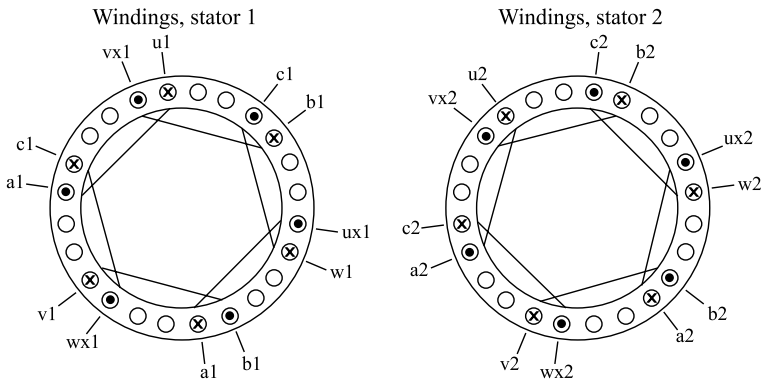 Windings, stator 1
Windings, stator 2
u1
vx1
c1
b1
c1
a1
ux1
w1
v1
wx1
a1
b1
c2
b2
u2
vx2
ux2
w2
c2
a2
b2
a2
v2
wx2